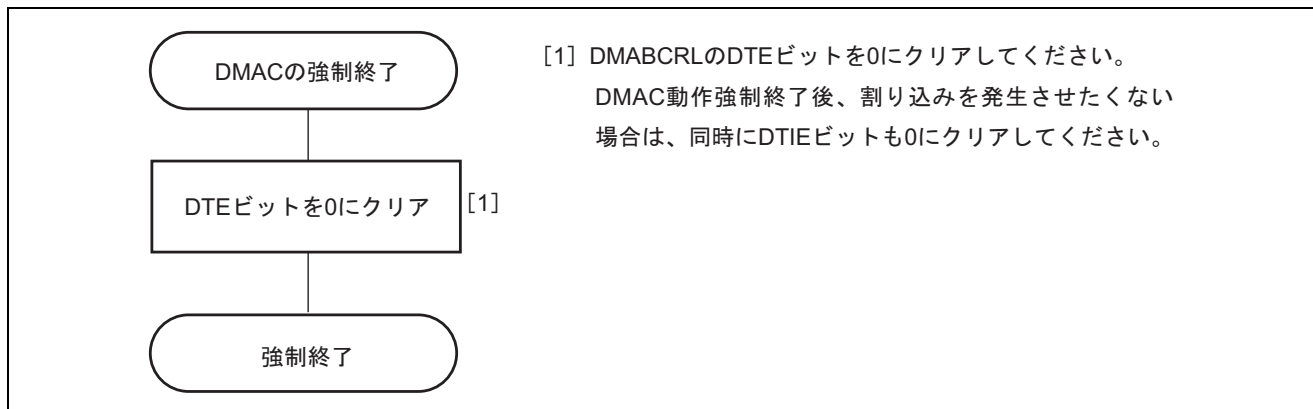 DMACの強制終了
DTEビットを0にクリア
[1]
強制終了
[1] DMABCRLのDTEビットを0にクリアしてください。
DMAC動作強制終了後、割り込みを発生させたくない
場合は、同時にDTIEビットも0にクリアしてください。